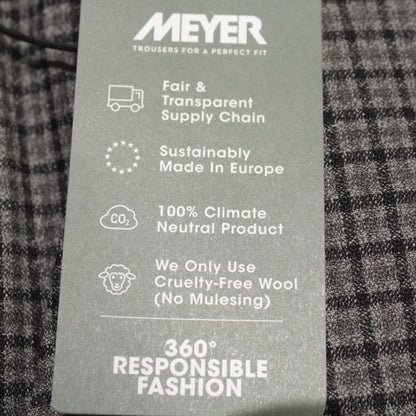 MEYER
TROUSERS FOR A PERFECT FIT
Fair &
Transparent
Supply Chain
Sustainably
Made In Europe
CO₂
100% Climate
Neutral Product
We Only Use
Cruelty-Free Wool
(No Mulesing)
360°
RESPONSIBLE
FASHION